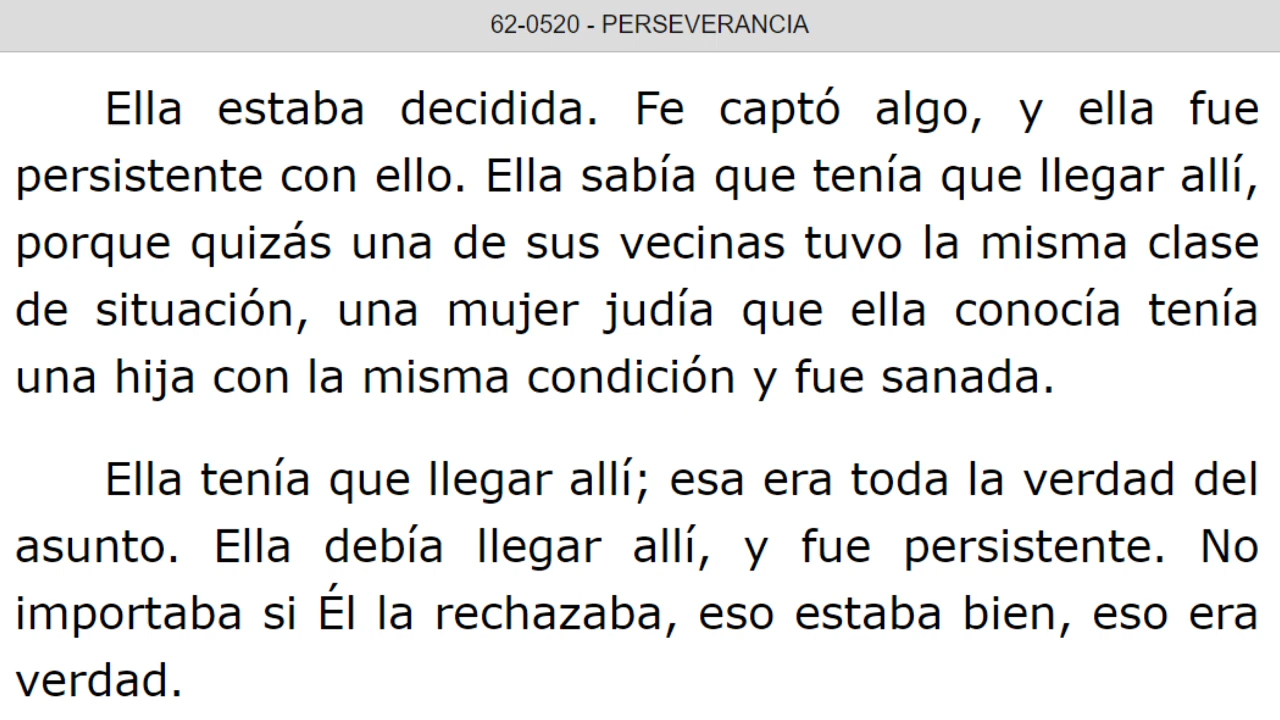 62-0520 - PERSEVERANCIA
Ella estaba decidida. Fe captó algo, y ella fue
persistente con ello. Ella sabía que tenía que llegar allí,
porque quizás una de sus vecinas tuvo la misma clase
de situación, una mujer judía que ella conocía tenía
una hija con la misma condición y fue sanada.
Ella tenía que llegar allí; esa era toda la verdad del
asunto. Ella debía llegar allí, y fue persistente. No
importaba si Él la rechazaba, eso estaba bien, eso era
verdad.